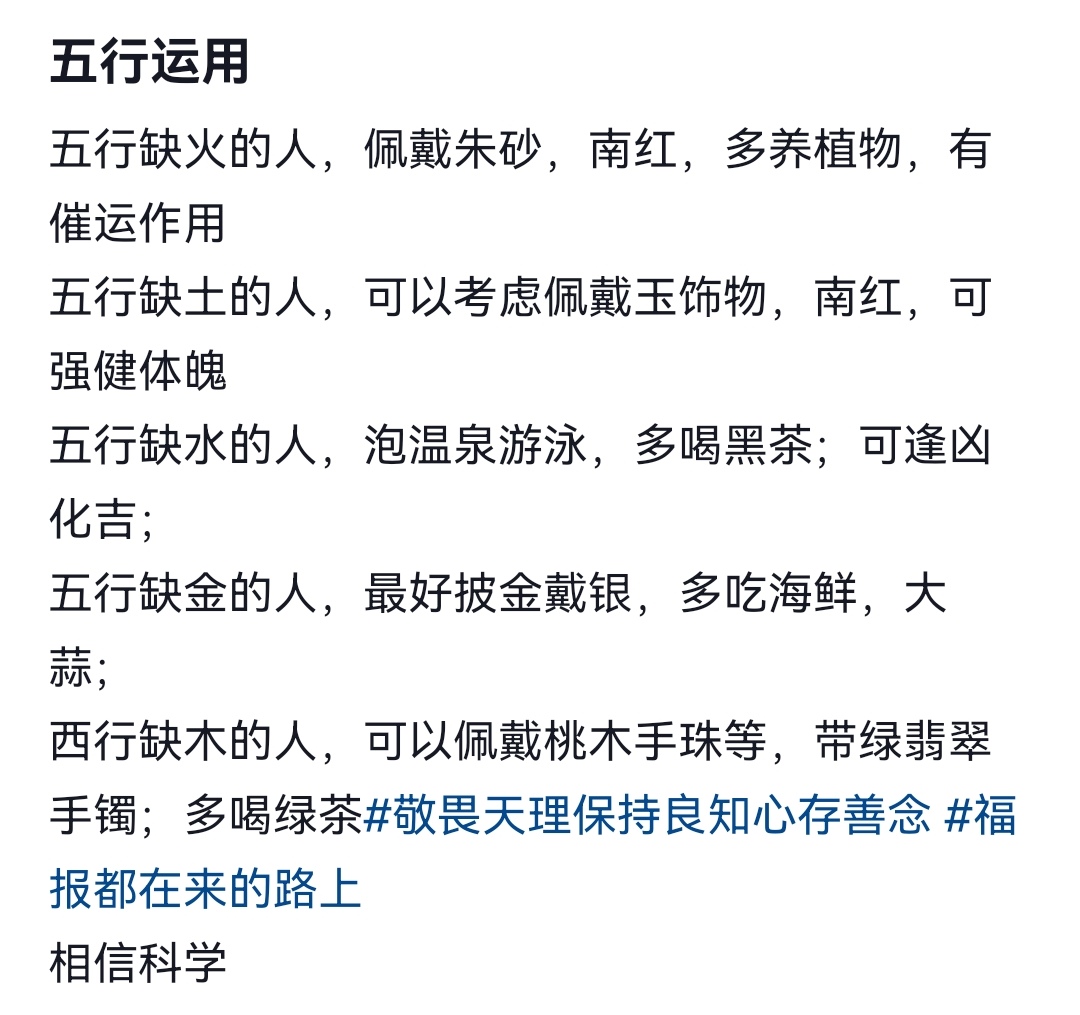 五行运用
五行缺火的人，佩戴朱砂，南红，多养植物，有
催运作用
五行缺土的人，可以考虑佩戴玉饰物，南红，可
强健体魄
五行缺水的人，泡温泉游泳，多喝黑茶；可逢凶
化吉；
五行缺金的人，最好披金戴银，多吃海鲜，大
蒜；
西行缺木的人，可以佩戴桃木手珠等，带绿翡翠
手镯；多喝绿茶#敬畏天理保持良知心存善念 #福
报都在来的路上
相信科学